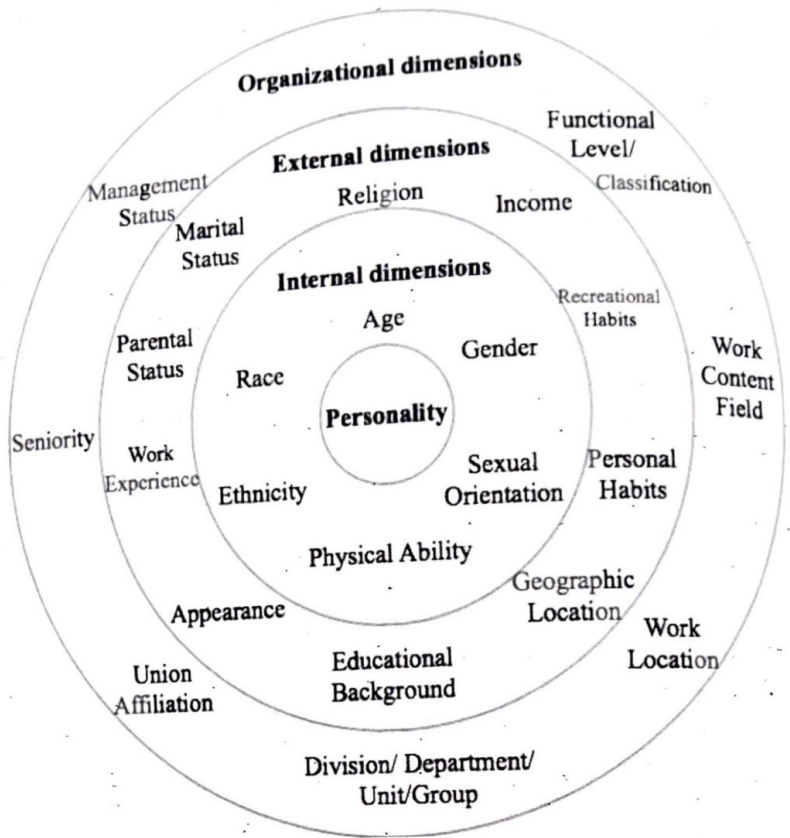 Organizational dimensions
Functional
Level/
Classification
External dimensions
Management
Status
Religion
Income
Marital
Status
Internal dimensions
Recreational
Habits
Age
Gender
Parental
Status
Race
Work
Content
Field
Personality
Seniority
Work
Experience
Ethnicity
Sexual
Orientation
Personal
Habits
Physical Ability
Geographic
Location
Appearance
Work
Location
Educational
Background
Union
Affiliation
Division/ Department/
Unit/Group